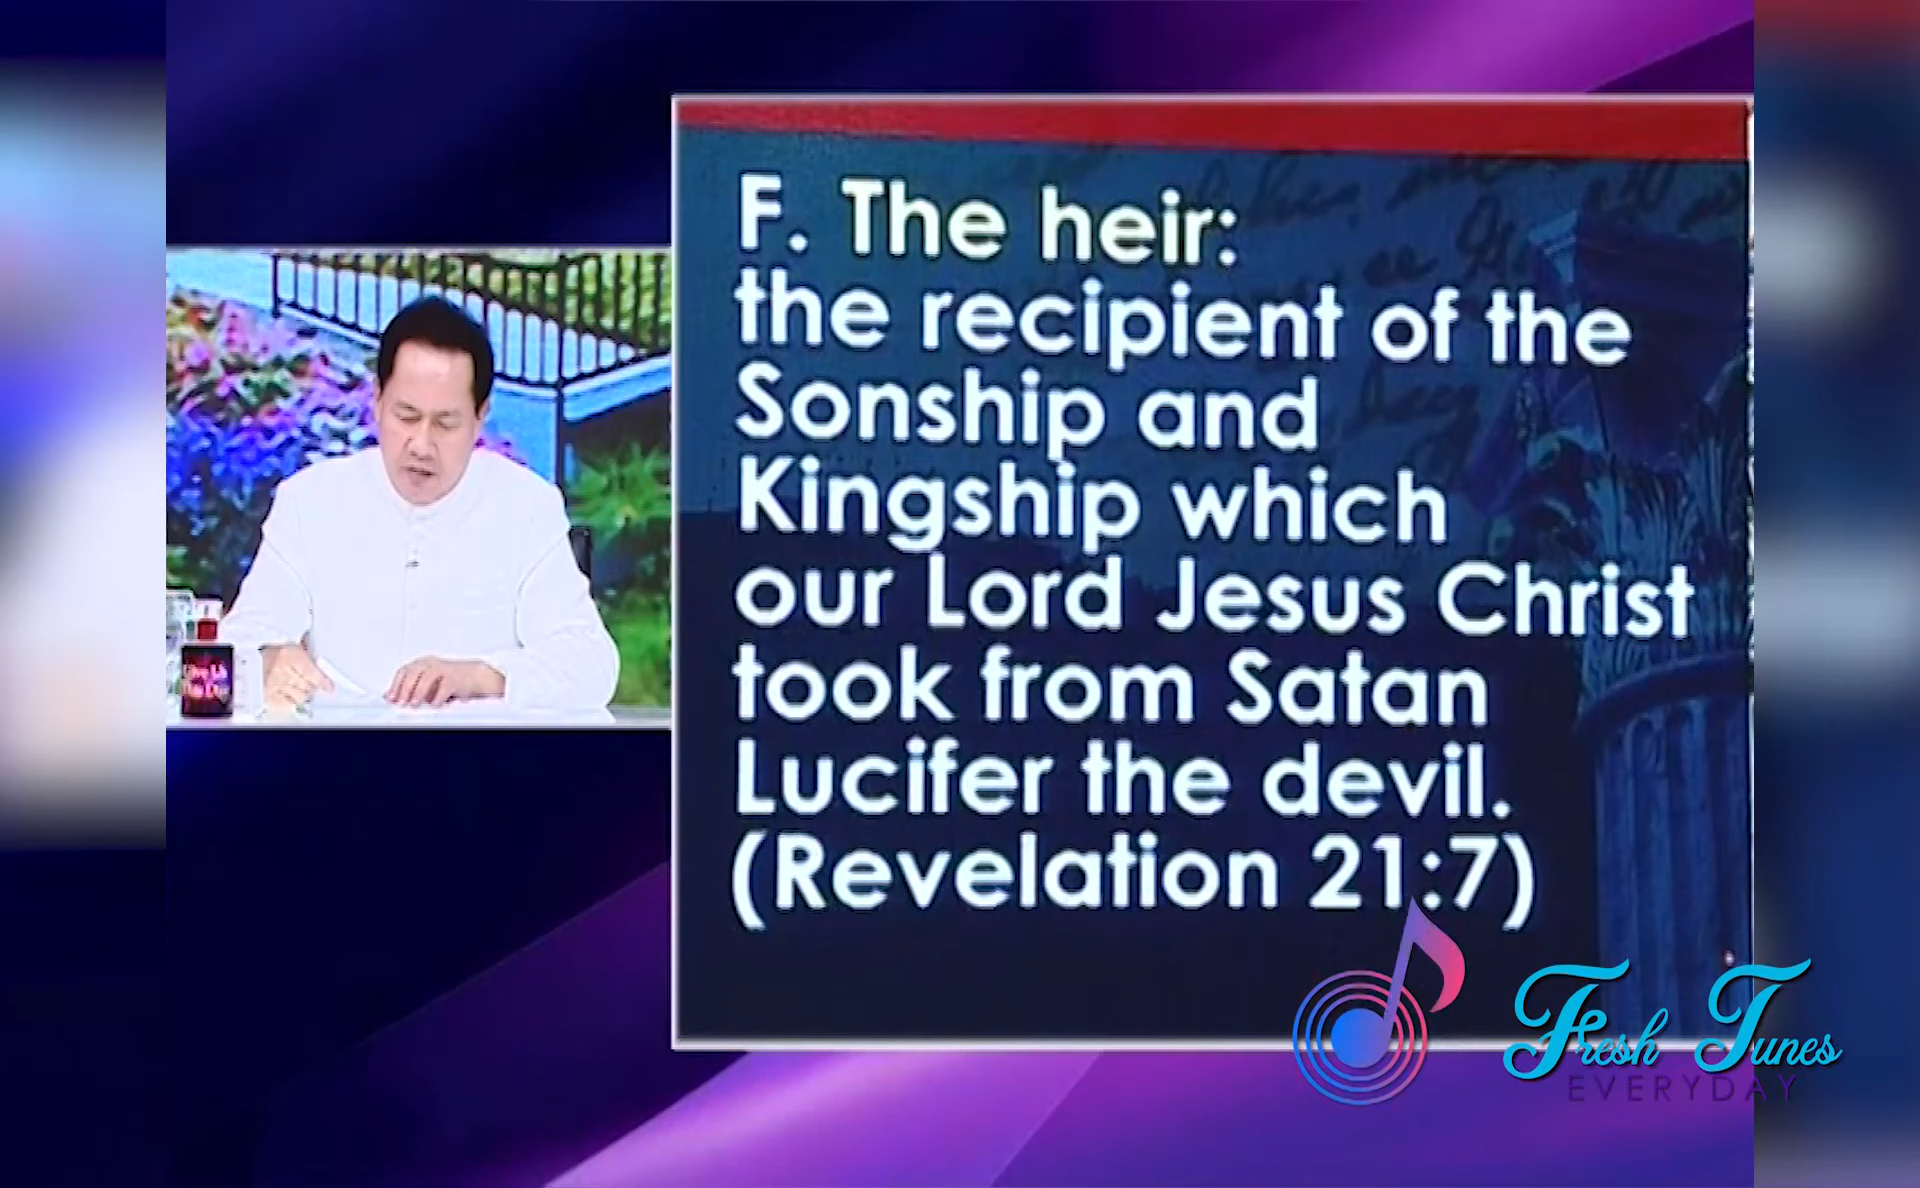 F. The heir:
the recipient of the
Sonship and
Kingship which
our Lord Jesus Christ
took from Satan
Lucifer the devil.
(Revelation 21:7)
Fresh Tunes
EVERYDAY